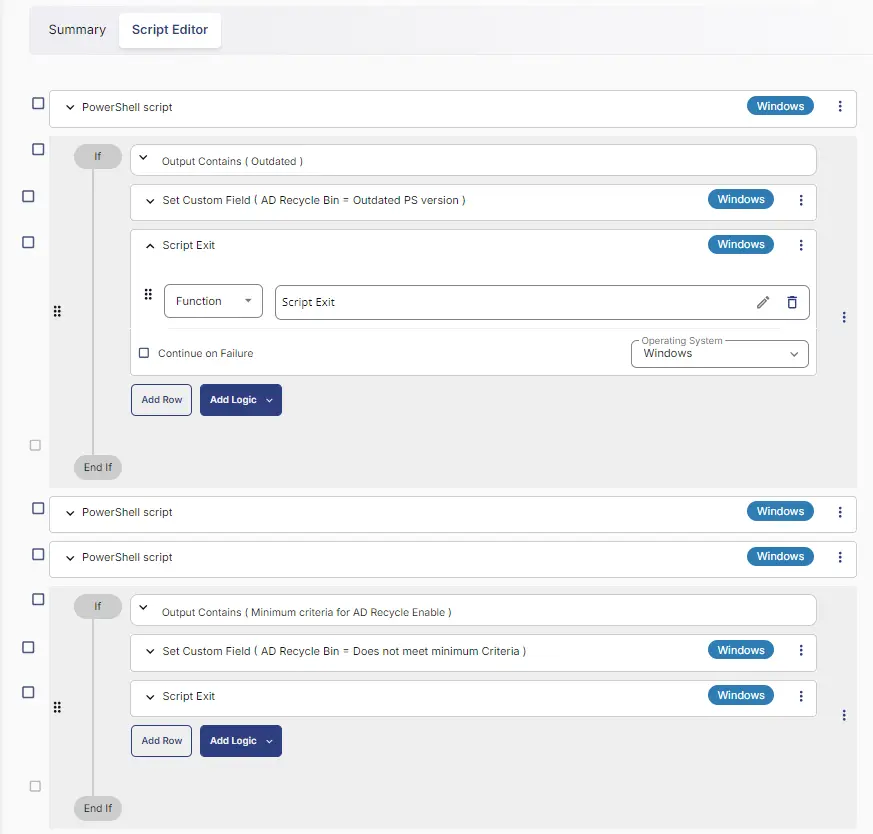 Summary Script Editor
PowerShell script Windows
If Output Contains ( Outdated )
Set Custom Field ( AD Recycle Bin = Outdated PS version ) Windows
Script Exit Windows
Function Script Exit
Operating System
Continue on Failure Windows
Add Row Add Logic
End If
PowerShell script Windows
PowerShell script Windows
If Output Contains ( Minimum criteria for AD Recycle Enable )
Set Custom Field ( AD Recycle Bin = Does not meet minimum Criteria ) Windows
Script Exit Windows
Add Row Add Logic
End If